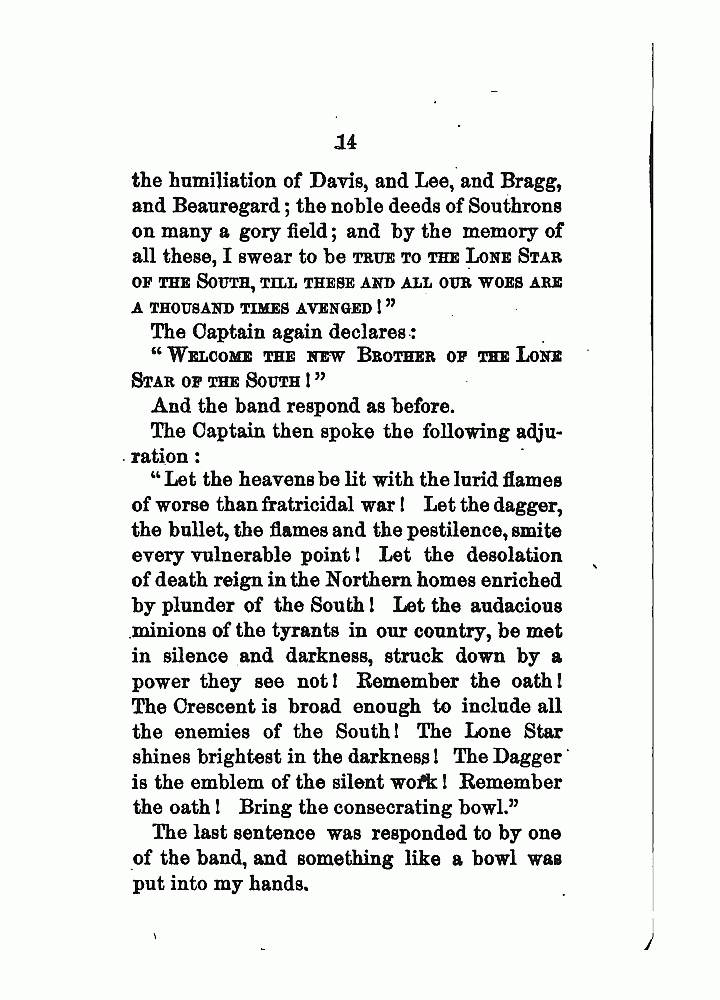 14
the humiliation of Davis, and Lee, and Bragg,
and Beauregard; the noble deeds of Southrons
on many a gory field; and by the memory of
all these, I swear to be TRUE TO THE LONE STAR
OF THE SOUTH, TILL THESE AND ALL OUR WOES ARE
A THOUSAND TIMES AVENGED!"
The Captain again declares:
"WELCOME THE NEW BROTHER OF THE LONE
STAR OF THE SOUTH!"
And the band respond as before.
The Captain then spoke the following adju-
ration:
"Let the heavens be lit with the lurid flames
of worse than fratricidal war! Let the dagger,
the bullet, the flames and the pestilence, smite
every vulnerable point! Let the desolation
of death reign in the Northern homes enriched
by plunder of the South! Let the audacious
minions of the tyrants in our country, be met
in silence and darkness, struck down by a
power they see not! Remember the oath!
The Crescent is broad enough to include all
the enemies of the South! The Lone Star
shines brightest in the darkness! The Dagger
is the emblem of the silent work! Remember
the oath! Bring the consecrating bowl."
The last sentence was responded to by one
of the band, and something like a bowl was
put into my hands.